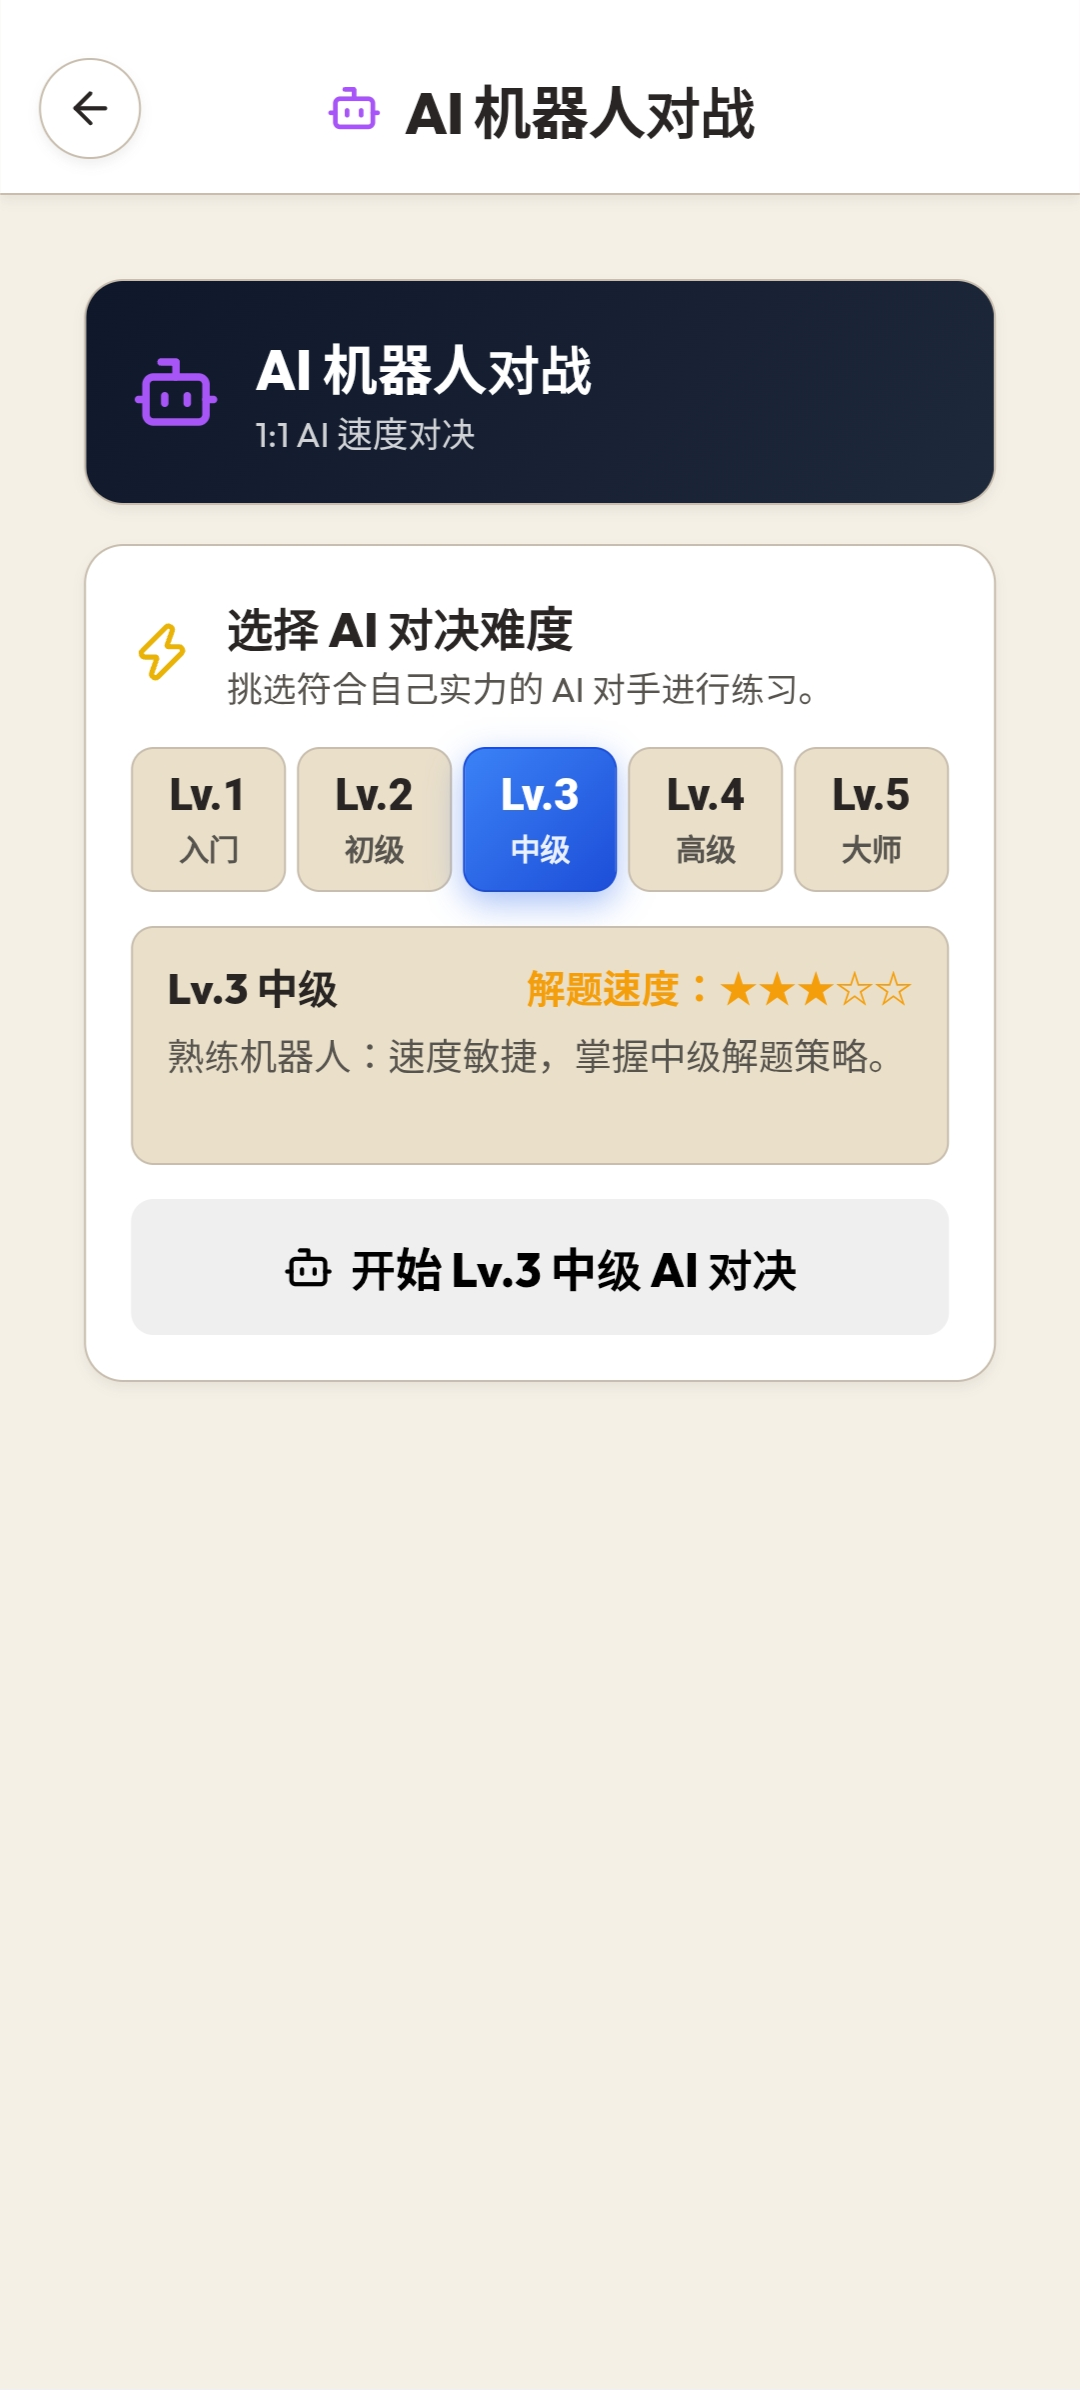 AI 机器人对战
AI 机器人对战
1:1 AI 速度对决
选择 AI 对决难度
挑选符合自己实力的 AI 对手进行练习。
Lv.1
入门
Lv.2
初级
Lv.3
中级
Lv.4
高级
Lv.5
大师
Lv.3 中级
解题速度：★★★☆☆
熟练机器人：速度敏捷，掌握中级解题策略。
开始 Lv.3 中级 AI 对决